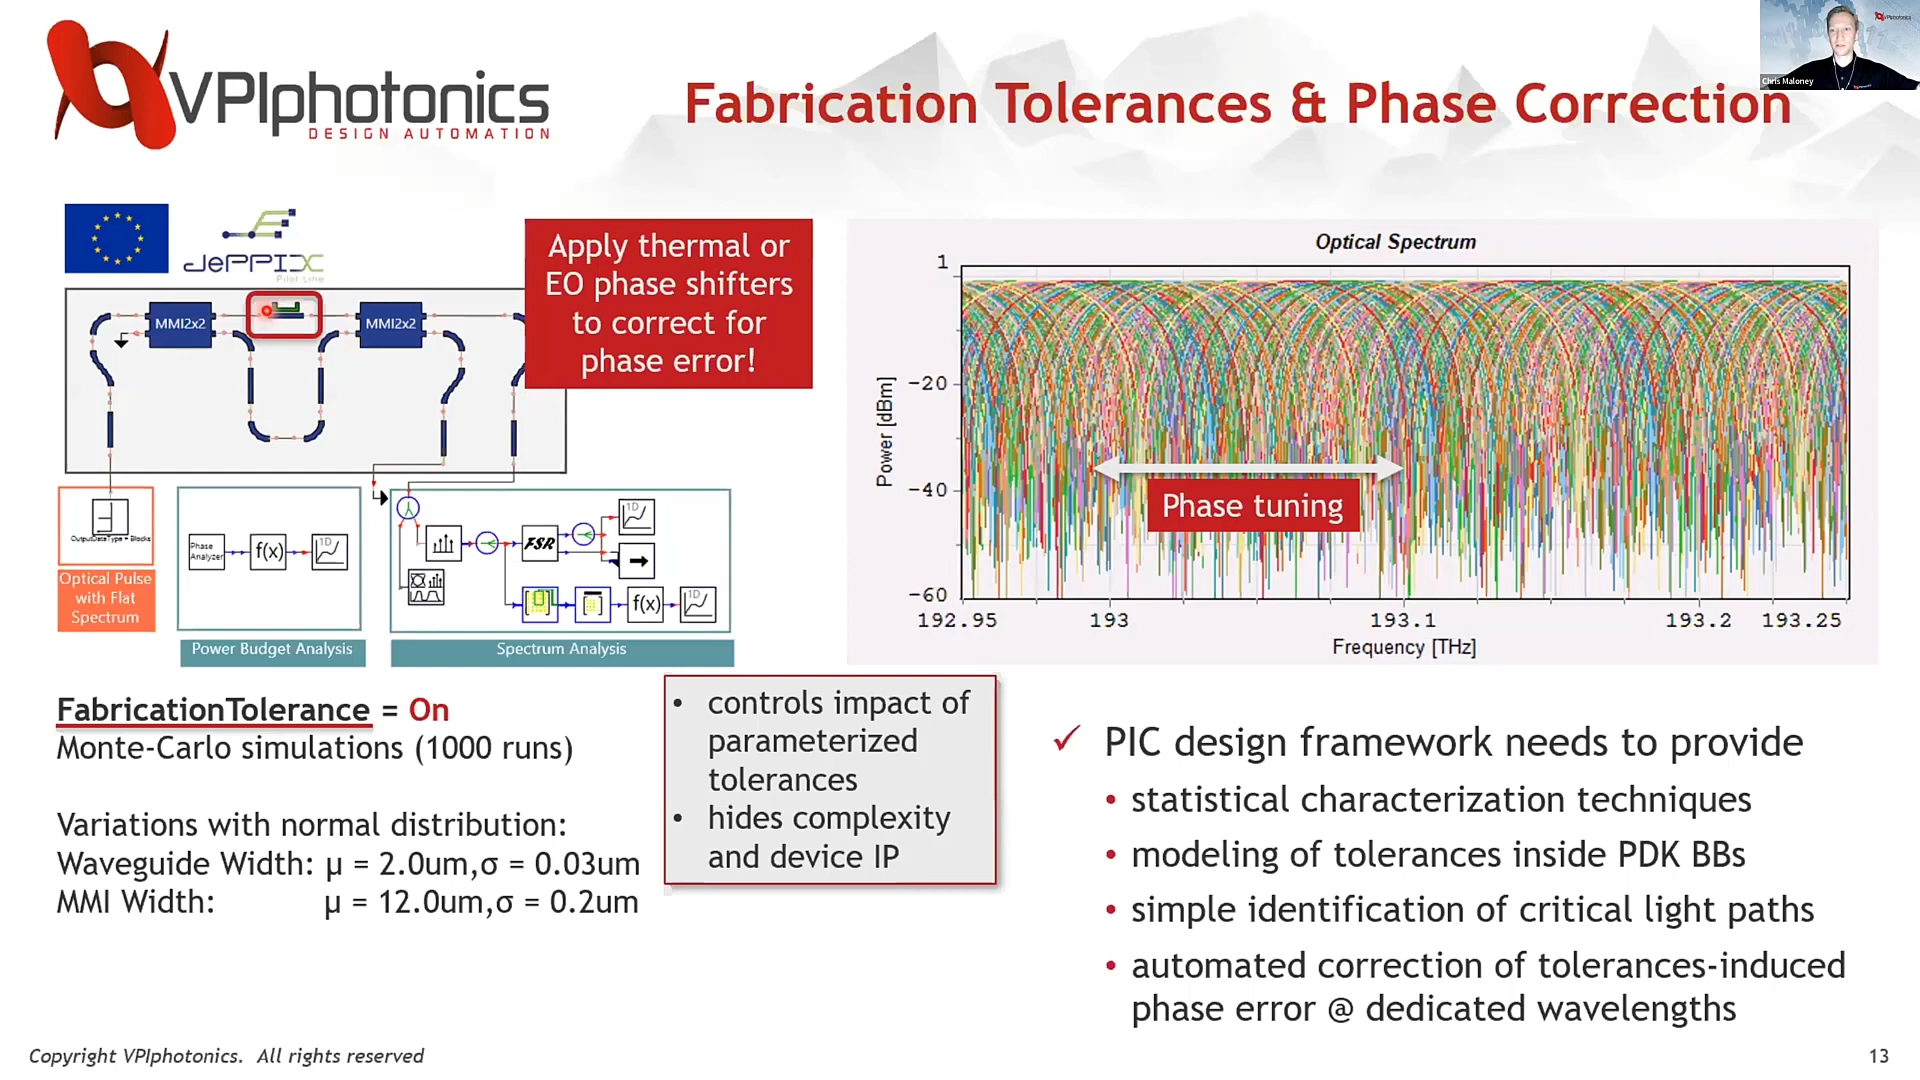 VPIphotonics
DESIGN AUTOMATION
Fabrication Tolerances & Phase Correction
VPIphotonics
Chris Maloney
JePPIX
Pilot Line
Apply thermal or
EO phase shifters
to correct for
phase error!
MMI2x2
MMI2x2
OutputDataType = Blocks
Optical Pulse
with Flat
Spectrum
Phase
Analyzer
f(x)
1D
Power Budget Analysis
1D
FSR
f(x)
1D
Spectrum Analysis
Optical Spectrum
Power [dBm]
1
-20
-40
-60
Phase tuning
192.95
193
193.1
193.2
193.25
Frequency [THz]
FabricationTolerance = On
Monte-Carlo simulations (1000 runs)
Variations with normal distribution:
Waveguide Width: µ = 2.0um,σ = 0.03um
MMI Width: µ = 12.0um,σ = 0.2um
• controls impact of
parameterized
tolerances
• hides complexity
and device IP
✓ PIC design framework needs to provide
• statistical characterization techniques
• modeling of tolerances inside PDK BBs
• simple identification of critical light paths
• automated correction of tolerances-induced
phase error @ dedicated wavelengths
Copyright VPIphotonics. All rights reserved
13